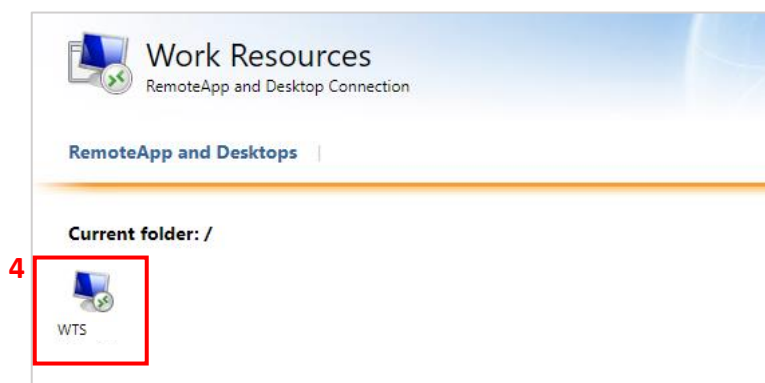 Work Resources
RemoteApp and Desktop Connection
RemoteApp and Desktops
Current folder: /
4
WTS